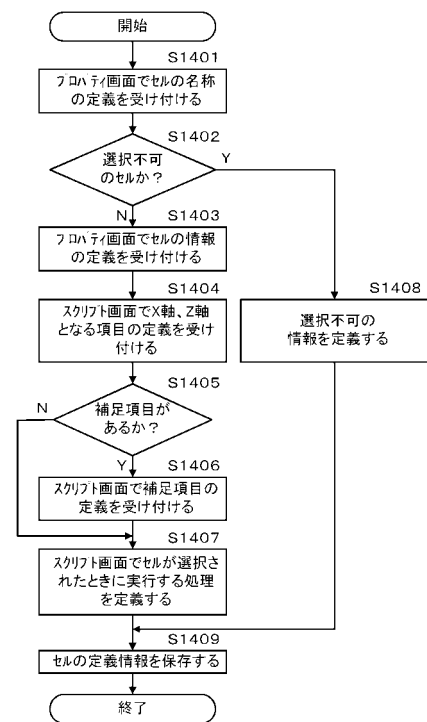 開始
S1401
プロパティ画面でセルの名称
の定義を受け付ける
S1402
選択不可
のセルか？
Y
N
S1403
プロパティ画面でセルの情報
の定義を受け付ける
S1404
スクリプト画面でX軸、Z軸
となる項目の定義を受け
付ける
S1408
選択不可の
情報を定義する
S1405
N
補足項目が
あるか？
Y
S1406
スクリプト画面で補足項目の
定義を受け付ける
S1407
スクリプト画面でセルが選択さ
れたときに実行する処理
を定義する
S1409
セルの定義情報を保存する
終了